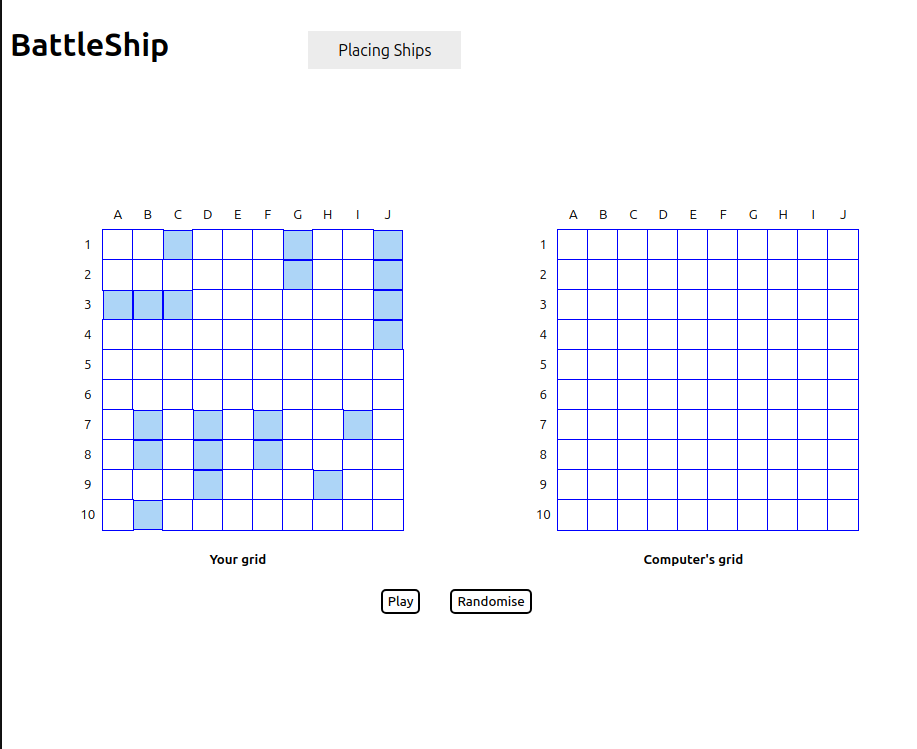 BattleShip
Placing Ships
A B C D E F G H I J
1
2
3
4
5
6
7
8
9
10
Your grid
A B C D E F G H I J
1
2
3
4
5
6
7
8
9
10
Computer's grid
Play
Randomise